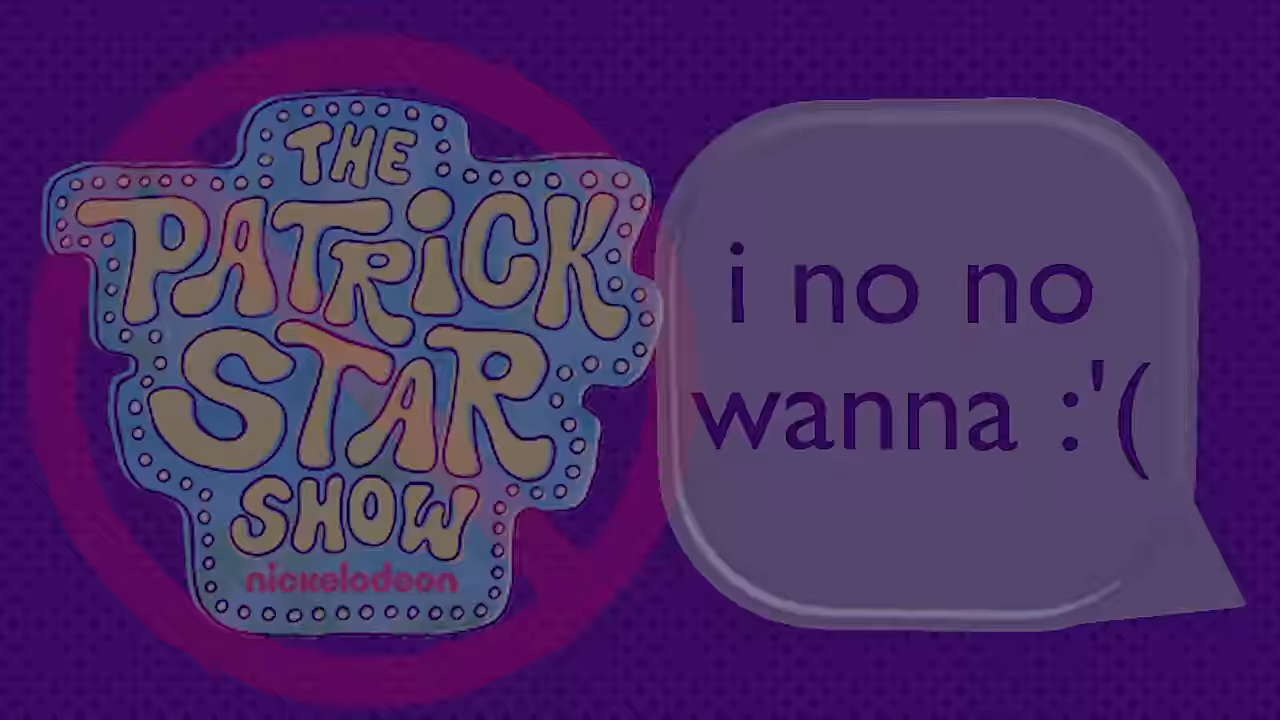 THE
PATRiCK
STAR
SHOW
nickelodeon
i no no
wanna :'(